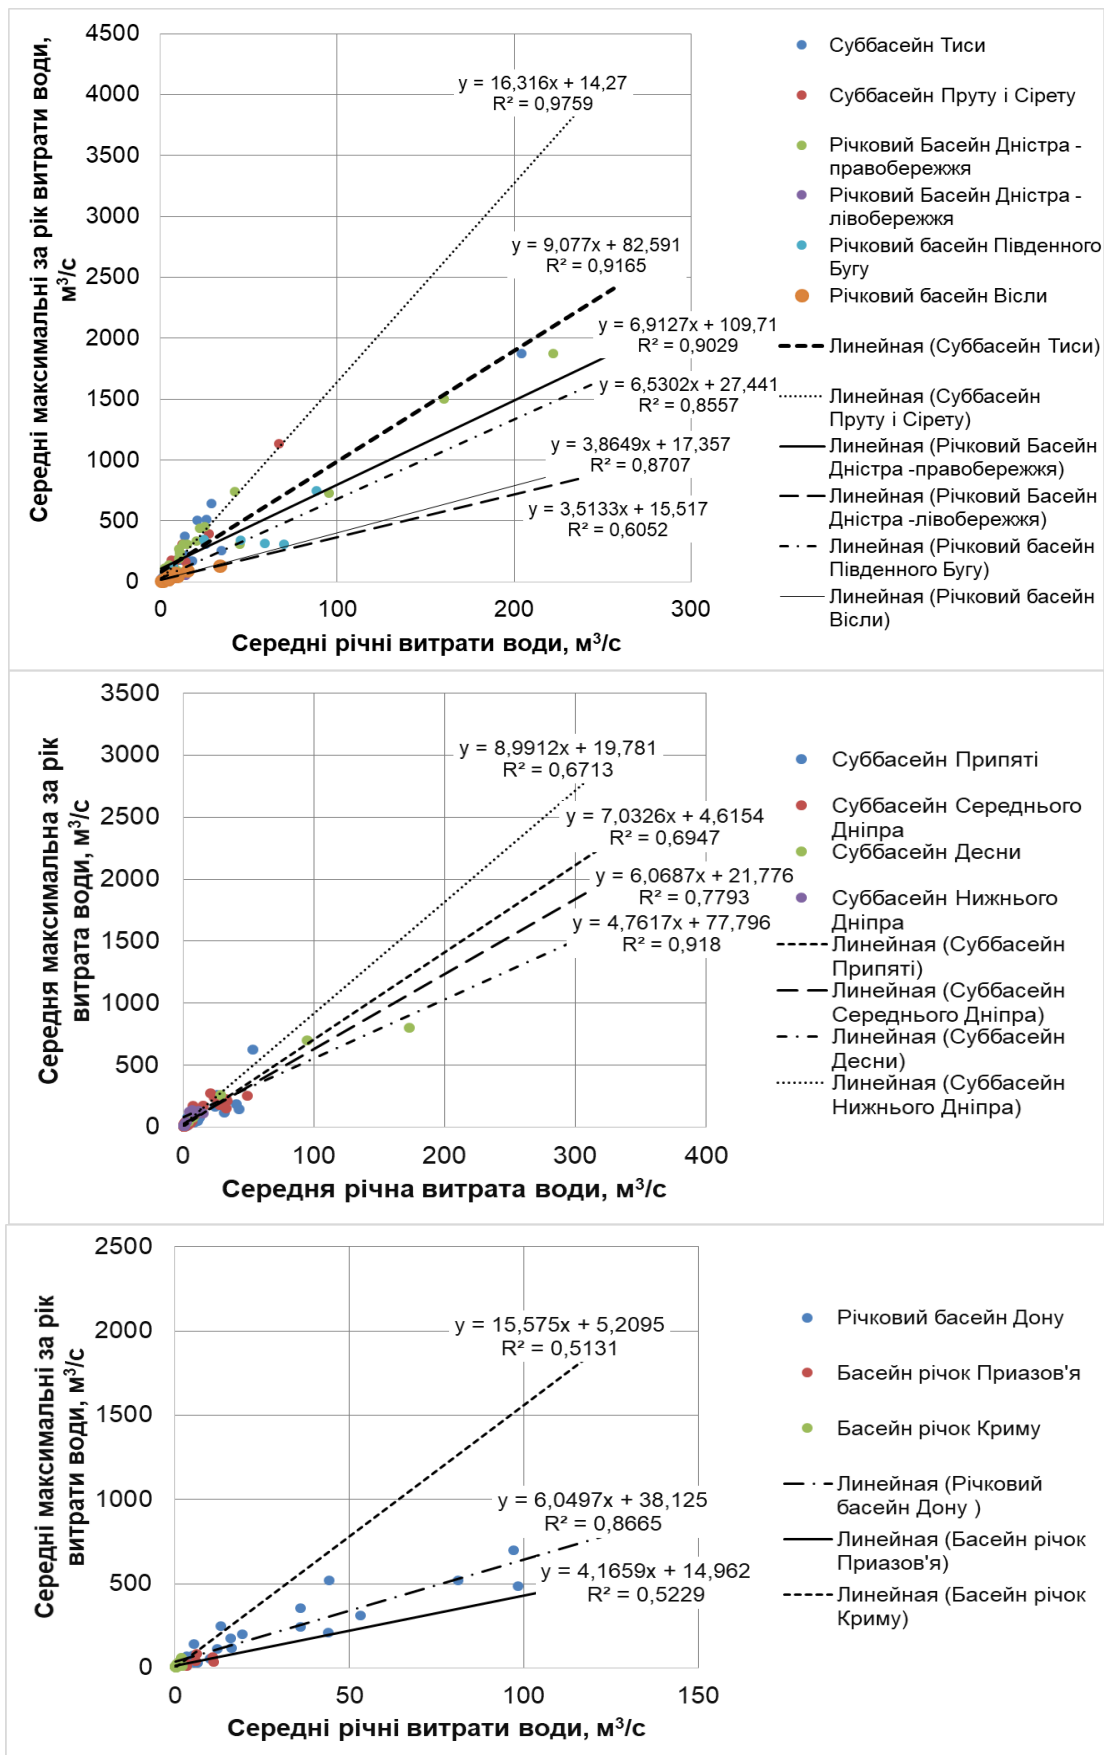 Середні максимальні за рік витрати води,
м³/с
4500
4000
3500
3000
2500
2000
1500
1000
500
0
0
100
200
300
Середні річні витрати води, м³/с
y = 16,316x + 14,27
R² = 0,9759
y = 9,077x + 82,591
R² = 0,9165
y = 6,9127x + 109,71
R² = 0,9029
y = 6,5302x + 27,441
R² = 0,8557
y = 3,8649x + 17,357
R² = 0,8707
y = 3,5133x + 15,517
R² = 0,6052
Суббасейн Тиси
Суббасейн Пруту і Сірету
Річковий Басейн Дністра -
правобережжя
Річковий Басейн Дністра -
лівобережжя
Річковий басейн Південного
Бугу
Річковий басейн Вісли
Линейная (Суббасейн Тиси)
Линейная (Суббасейн
Пруту і Сірету)
Линейная (Річковий Басейн
Дністра -правобережжя)
Линейная (Річковий Басейн
Дністра -лівобережжя)
Линейная (Річковий басейн
Південного Бугу)
Линейная (Річковий басейн
Вісли)
Середня максимальна за рік
витрата води, м³/с
3500
3000
2500
2000
1500
1000
500
0
0
100
200
300
400
Середня річна витрата води, м³/с
y = 8,9912x + 19,781
R² = 0,6713
y = 7,0326x + 4,6154
R² = 0,6947
y = 6,0687x + 21,776
R² = 0,7793
y = 4,7617x + 77,796
R² = 0,918
Суббасейн Припяті
Суббасейн Середнього
Дніпра
Суббасейн Десни
Суббасейн Нижнього
Дніпра
Линейная (Суббасейн
Припяті)
Линейная (Суббасейн
Середнього Дніпра)
Линейная (Суббасейн
Десни)
Линейная (Суббасейн
Нижнього Дніпра)
Середні максимальні за рік
витрати води, м³/с
2500
2000
1500
1000
500
0
0
50
100
150
Середні річні витрати води, м³/с
y = 15,575x + 5,2095
R² = 0,5131
y = 6,0497x + 38,125
R² = 0,8665
y = 4,1659x + 14,962
R² = 0,5229
Річковий басейн Дону
Басейн річок Приазов'я
Басейн річок Криму
Линейная (Річковий
басейн Дону )
Линейная (Басейн річок
Приазов'я)
Линейная (Басейн річок
Криму)